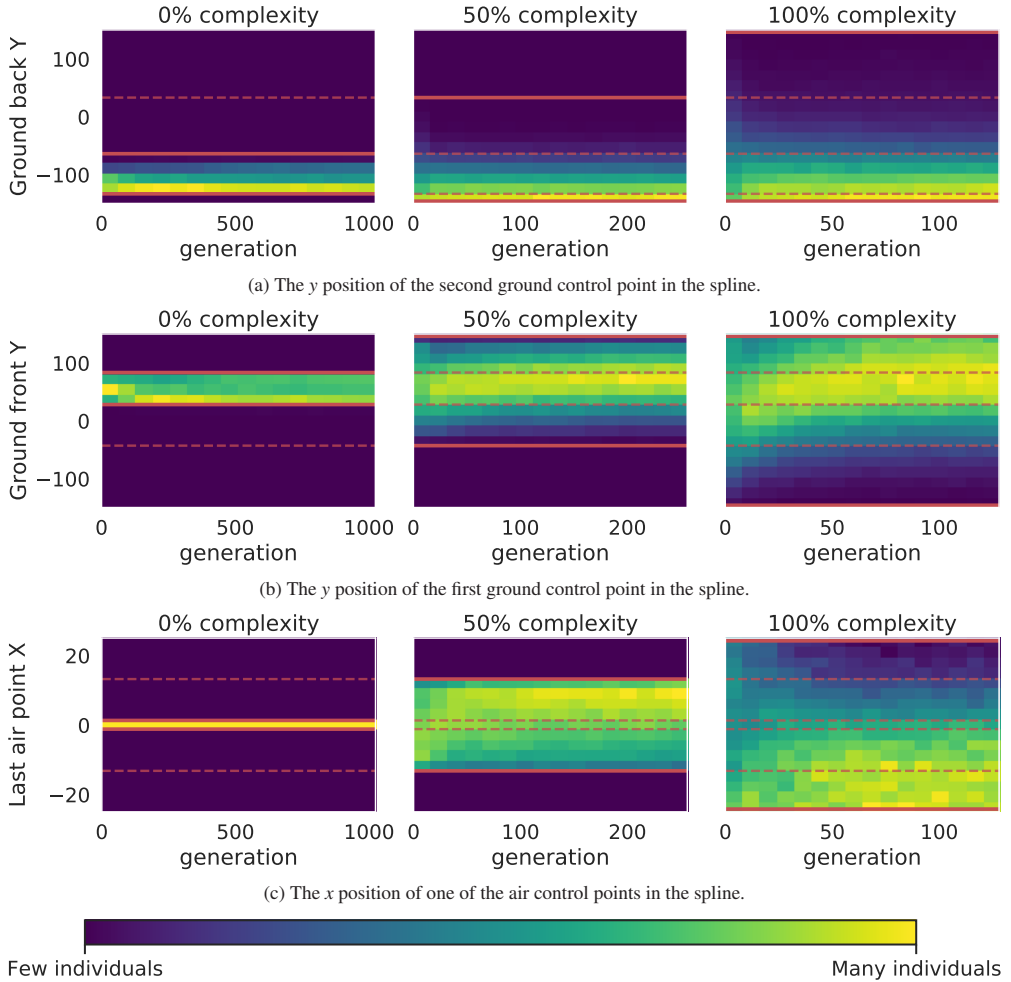 0% complexity 50% complexity 100% complexity
Ground back Y
100
0
−100
0 500 1000 0 100 200 0 50 100
generation generation generation
(a) The y position of the second ground control point in the spline.
0% complexity 50% complexity 100% complexity
Ground front Y
100
0
−100
0 500 1000 0 100 200 0 50 100
generation generation generation
(b) The y position of the first ground control point in the spline.
0% complexity 50% complexity 100% complexity
Last air point X
20
0
−20
0 500 1000 0 100 200 0 50 100
generation generation generation
(c) The x position of one of the air control points in the spline.
Few individuals Many individuals